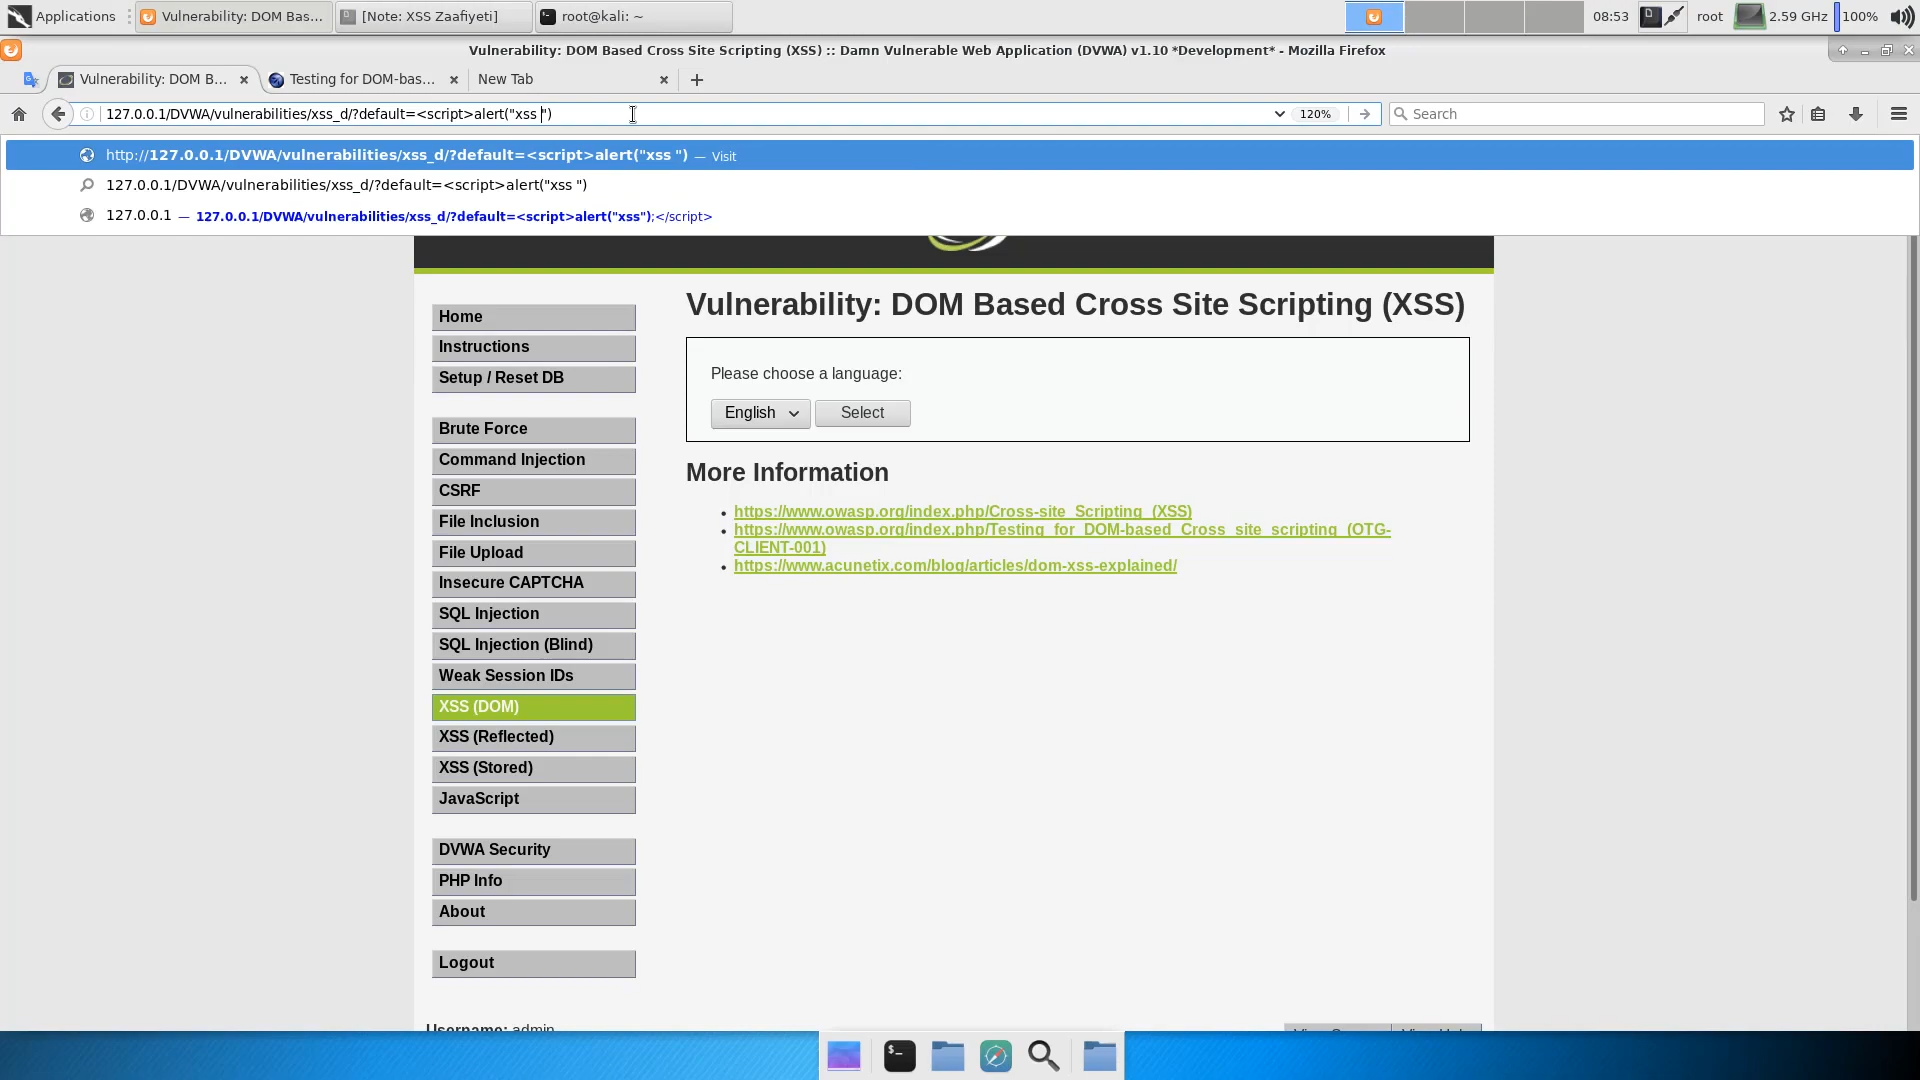 Applications
Vulnerability: DOM Bas...
[Note: XSS Zaafiyeti]
root@kali: ~
08:53
root
2.59 GHz
100%
Vulnerability: DOM Based Cross Site Scripting (XSS) :: Damn Vulnerable Web Application (DVWA) v1.10 *Development* - Mozilla Firefox
Vulnerability: DOM B...
Testing for DOM-bas...
New Tab
127.0.0.1/DVWA/vulnerabilities/xss_d/?default=<script>alert("xss ")
120%
Search
http://127.0.0.1/DVWA/vulnerabilities/xss_d/?default=<script>alert("xss ") — Visit
127.0.0.1/DVWA/vulnerabilities/xss_d/?default=<script>alert("xss ")
127.0.0.1 — 127.0.0.1/DVWA/vulnerabilities/xss_d/?default=<script>alert("xss");</script>
Home
Instructions
Setup / Reset DB
Brute Force
Command Injection
CSRF
File Inclusion
File Upload
Insecure CAPTCHA
SQL Injection
SQL Injection (Blind)
Weak Session IDs
XSS (DOM)
XSS (Reflected)
XSS (Stored)
JavaScript
DVWA Security
PHP Info
About
Logout
Vulnerability: DOM Based Cross Site Scripting (XSS)
Please choose a language:
English
Select
More Information
https://www.owasp.org/index.php/Cross-site_Scripting_(XSS)
https://www.owasp.org/index.php/Testing_for_DOM-based_Cross_site_scripting_(OTG-
CLIENT-001)
https://www.acunetix.com/blog/articles/dom-xss-explained/
Username: admin